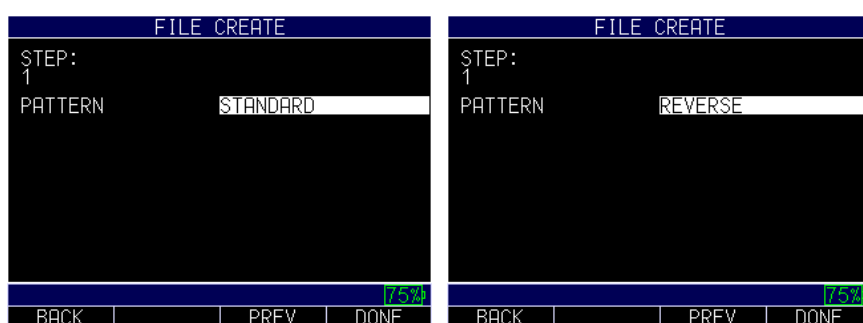 FILE CREATE
STEP:
1
PATTERN STANDARD
75%
BACK PREV DONE
FILE CREATE
STEP:
1
PATTERN REVERSE
75%
BACK PREV DONE